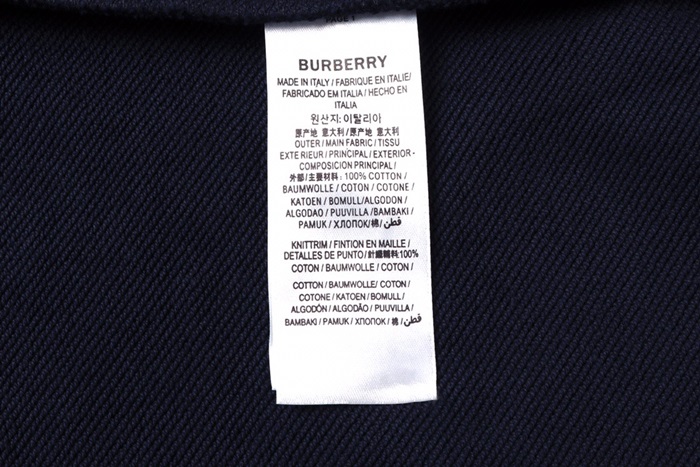 PAGE 1
BURBERRY
MADE IN ITALY / FABRIQUE EN ITALIE/
FABRICADO EM ITALIA / HECHO EN
ITALIA
원산지: 이탈리아
原产地 意大利 / 原產地 意大利
OUTER / MAIN FABRIC / TISSU
EXTE RIEUR / PRINCIPAL / EXTERIOR -
COMPOSICIÓN PRINCIPAL /
外部 / 主要材料: 100% COTTON /
BAUMWOLLE / COTON / COTONE /
KATOEN / BOMULL/ALGODON /
ALGODAO / PUUVILLA /BAMBAKI /
PAMUK / ХЛОПОК/棉/ قطن
KNITTRIM / FINTION EN MAILLE /
DETALLES DE PUNTO / 針織輔料:100%
COTON / BAUMWOLLE / COTON /
COTTON / BAUMWOLLE/ COTON /
COTONE / KATOEN / BOMULL /
ALGODÓN / ALGODÃO / PUUVILLA /
BAMBAKI / PAMUK / ХЛОПОК / 棉 / قطن